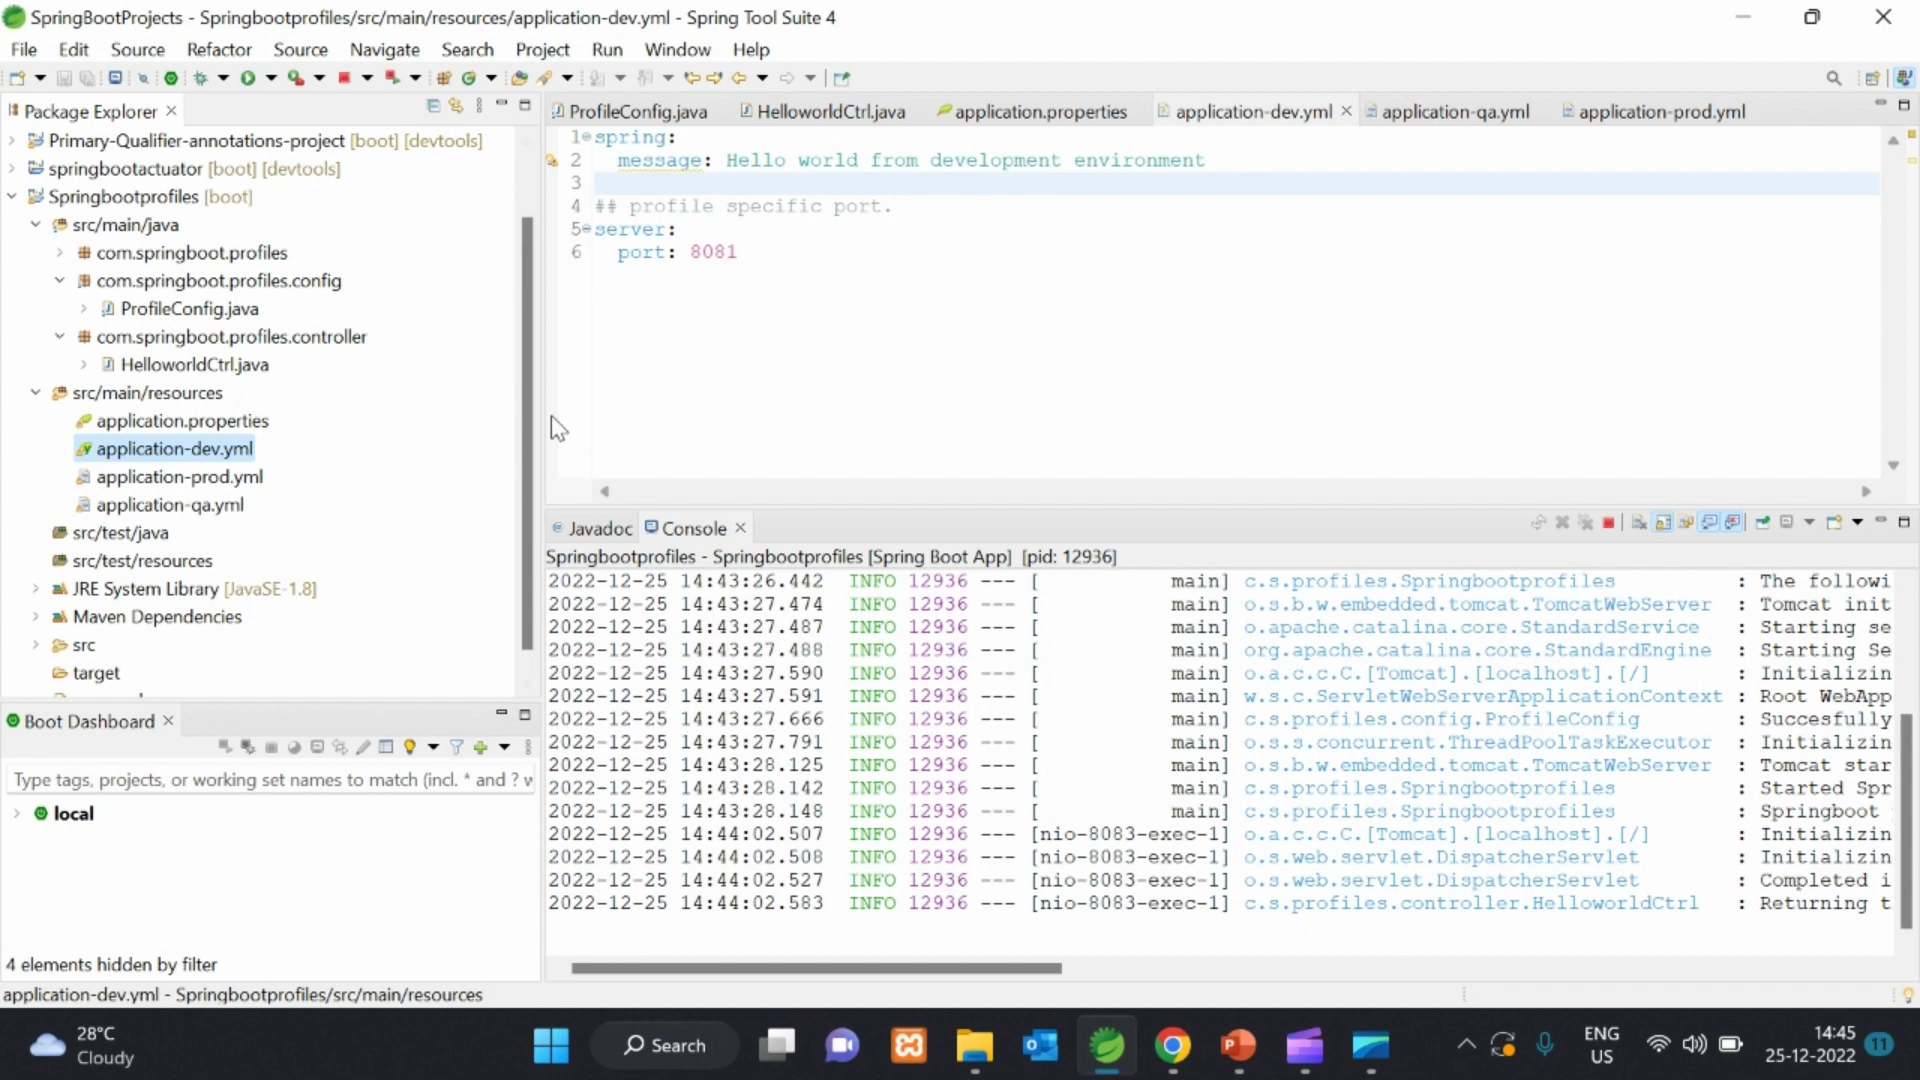 SpringBootProjects - Springbootprofiles/src/main/resources/application-dev.yml - Spring Tool Suite 4
File Edit Source Refactor Source Navigate Search Project Run Window Help
Package Explorer
Primary-Qualifier-annotations-project [boot] [devtools]
springbootactuator [boot] [devtools]
Springbootprofiles [boot]
src/main/java
com.springboot.profiles
com.springboot.profiles.config
ProfileConfig.java
com.springboot.profiles.controller
HelloworldCtrl.java
src/main/resources
application.properties
application-dev.yml
application-prod.yml
application-qa.yml
src/test/java
src/test/resources
JRE System Library [JavaSE-1.8]
Maven Dependencies
src
target
Boot Dashboard
Type tags, projects, or working set names to match (incl. * and ? w
local
4 elements hidden by filter
ProfileConfig.java HelloworldCtrl.java application.properties application-dev.yml application-qa.yml application-prod.yml
1 spring:
2 message: Hello world from development environment
3
4 ## profile specific port.
5 server:
6 port: 8081
Javadoc Console
Springbootprofiles - Springbootprofiles [Spring Boot App] [pid: 12936]
2022-12-25 14:43:26.442 INFO 12936 --- [ main] c.s.profiles.Springbootprofiles : The followi
2022-12-25 14:43:27.474 INFO 12936 --- [ main] o.s.b.w.embedded.tomcat.TomcatWebServer : Tomcat init
2022-12-25 14:43:27.487 INFO 12936 --- [ main] o.apache.catalina.core.StandardService : Starting se
2022-12-25 14:43:27.488 INFO 12936 --- [ main] org.apache.catalina.core.StandardEngine : Starting Se
2022-12-25 14:43:27.590 INFO 12936 --- [ main] o.a.c.c.C.[Tomcat].[localhost].[/] : Initializin
2022-12-25 14:43:27.591 INFO 12936 --- [ main] w.s.c.ServletWebServerApplicationContext : Root WebApp
2022-12-25 14:43:27.666 INFO 12936 --- [ main] c.s.profiles.config.ProfileConfig : Succesfully
2022-12-25 14:43:27.791 INFO 12936 --- [ main] o.s.s.concurrent.ThreadPoolTaskExecutor : Initializin
2022-12-25 14:43:28.125 INFO 12936 --- [ main] o.s.b.w.embedded.tomcat.TomcatWebServer : Tomcat star
2022-12-25 14:43:28.142 INFO 12936 --- [ main] c.s.profiles.Springbootprofiles : Started Spr
2022-12-25 14:43:28.148 INFO 12936 --- [ main] c.s.profiles.Springbootprofiles : Springboot
2022-12-25 14:44:02.507 INFO 12936 --- [nio-8083-exec-1] o.a.c.c.C.[Tomcat].[localhost].[/] : Initializin
2022-12-25 14:44:02.508 INFO 12936 --- [nio-8083-exec-1] o.s.web.servlet.DispatcherServlet : Initializin
2022-12-25 14:44:02.527 INFO 12936 --- [nio-8083-exec-1] o.s.web.servlet.DispatcherServlet : Completed i
2022-12-25 14:44:02.583 INFO 12936 --- [nio-8083-exec-1] c.s.profiles.controller.HelloworldCtrl : Returning t
application-dev.yml - Springbootprofiles/src/main/resources
28°C
Cloudy
Search
ENG
US
14:45
25-12-2022
11